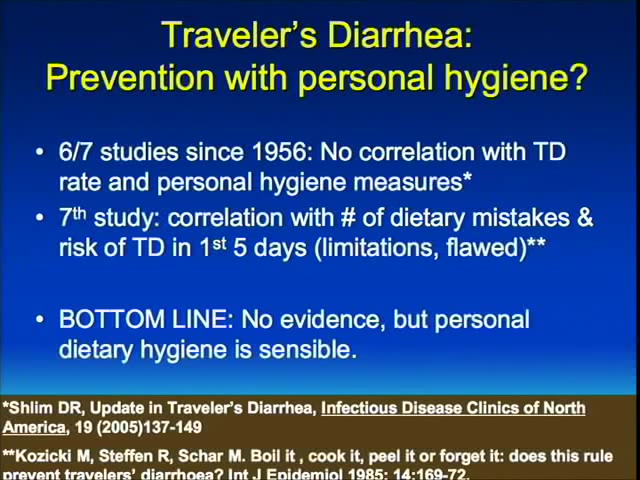 Traveler's Diarrhea:
Prevention with personal hygiene?
• 6/7 studies since 1956: No correlation with TD
rate and personal hygiene measures*
• 7th study: correlation with # of dietary mistakes &
risk of TD in 1st 5 days (limitations, flawed)**
• BOTTOM LINE: No evidence, but personal
dietary hygiene is sensible.
*Shlim DR, Update in Traveler's Diarrhea, Infectious Disease Clinics of North
America, 19 (2005)137-149
**Kozicki M, Steffen R, Schar M. Boil it , cook it, peel it or forget it: does this rule
prevent travelers' diarrhoea? Int J Epidemiol 1985; 14:169-72.